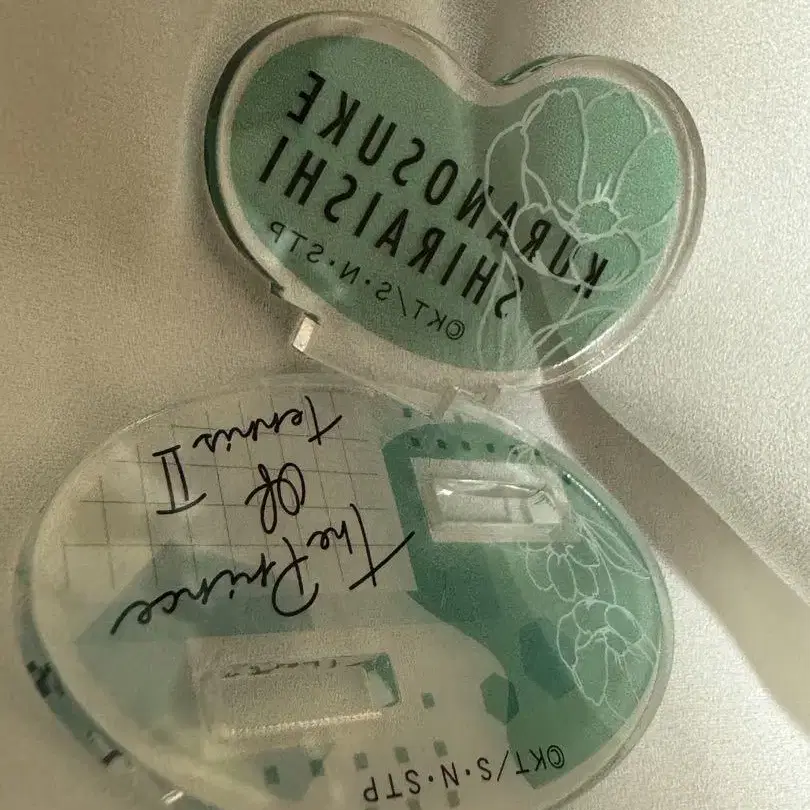 KURANOSUKE
SHIRAISHI
©KT/S·N·STP
The Prince
Of
Tennis II
©KT/S·N·STP